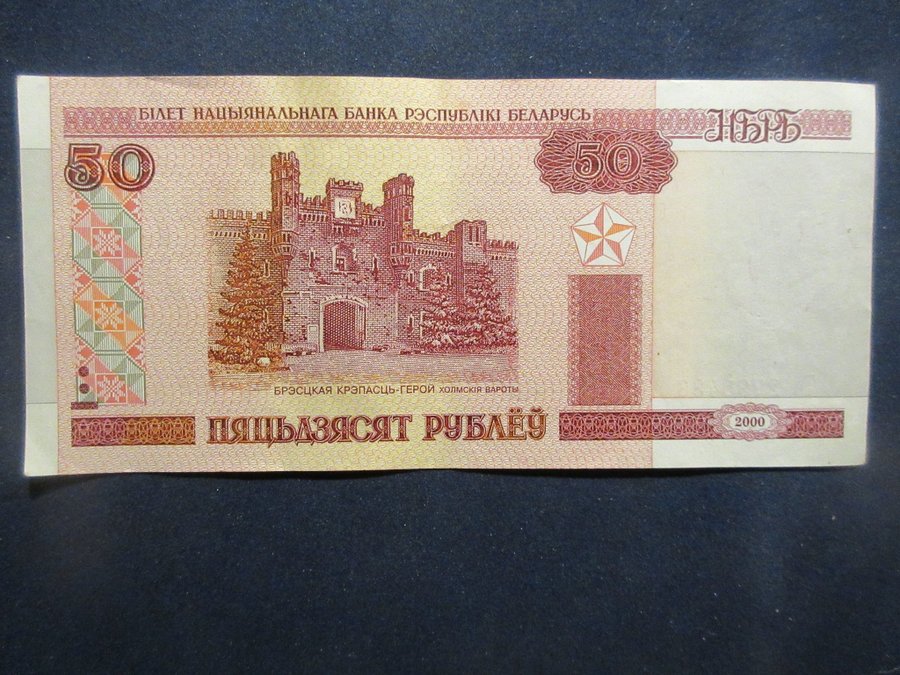 БІЛЕТ НАЦЫЯНАЛЬНАГА БАНКА РЭСПУБЛІКІ БЕЛАРУСЬ
НБРБ
50
50
БРЭСЦКАЯ КРЭПАСЦЬ-ГЕРОЙ ХОЛМСКІЯ ВАРОТЫ
ПЯЦЬДЗЯСЯТ РУБЛЁЎ
2000